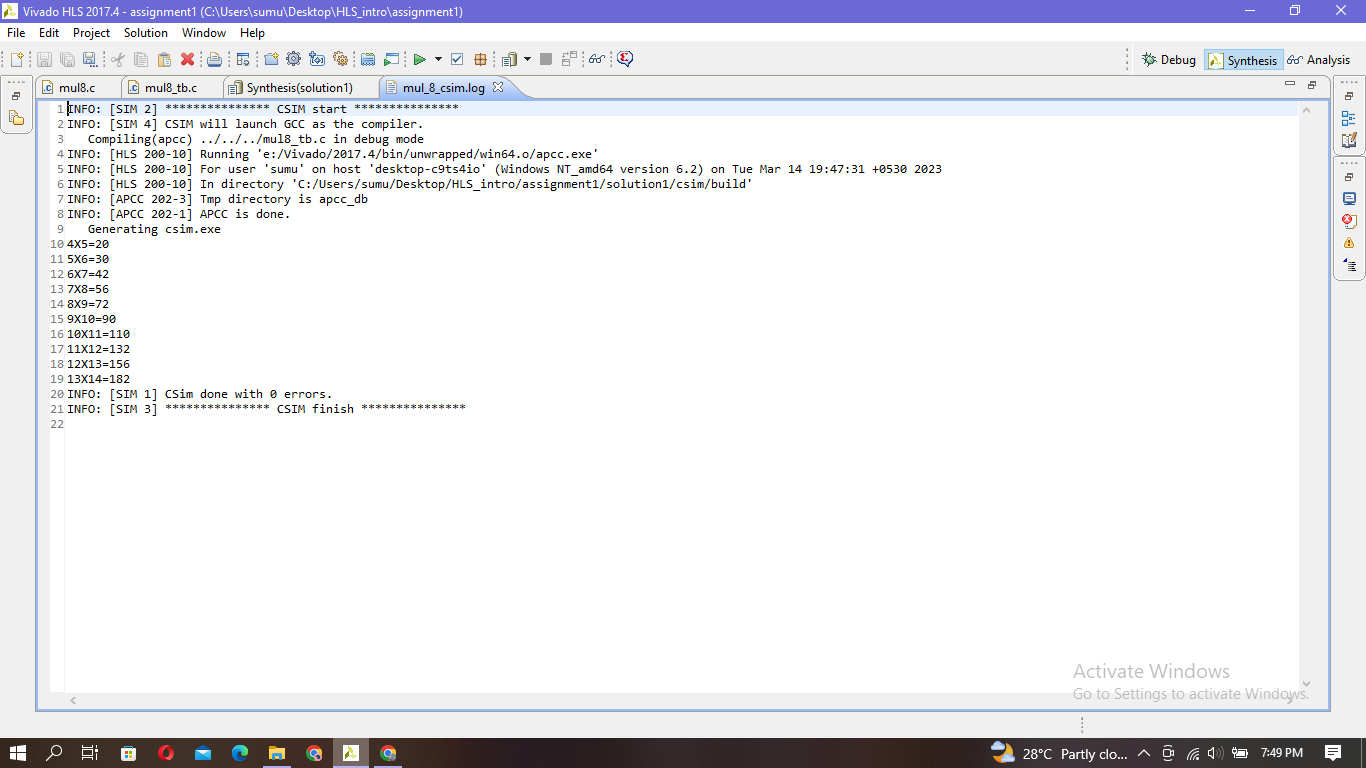 Vivado HLS 2017.4 - assignment1 (C:\Users\sumu\Desktop\HLS_intro\assignment1)
File Edit Project Solution Window Help
Debug Synthesis Analysis
mul8.c mul8_tb.c Synthesis(solution1) mul_8_csim.log
1 INFO: [SIM 2] *************** CSIM start ***************
2 INFO: [SIM 4] CSIM will launch GCC as the compiler.
3    Compiling(apcc) ../../../mul8_tb.c in debug mode
4 INFO: [HLS 200-10] Running 'e:/Vivado/2017.4/bin/unwrapped/win64.o/apcc.exe'
5 INFO: [HLS 200-10] For user 'sumu' on host 'desktop-c9ts4io' (Windows NT_amd64 version 6.2) on Tue Mar 14 19:47:31 +0530 2023
6 INFO: [HLS 200-10] In directory 'C:/Users/sumu/Desktop/HLS_intro/assignment1/solution1/csim/build'
7 INFO: [APCC 202-3] Tmp directory is apcc_db
8 INFO: [APCC 202-1] APCC is done.
9    Generating csim.exe
10 4X5=20
11 5X6=30
12 6X7=42
13 7X8=56
14 8X9=72
15 9X10=90
16 10X11=110
17 11X12=132
18 12X13=156
19 13X14=182
20 INFO: [SIM 1] CSim done with 0 errors.
21 INFO: [SIM 3] *************** CSIM finish ***************
22
Activate Windows
Go to Settings to activate Windows.
28°C Partly clo... 7:49 PM